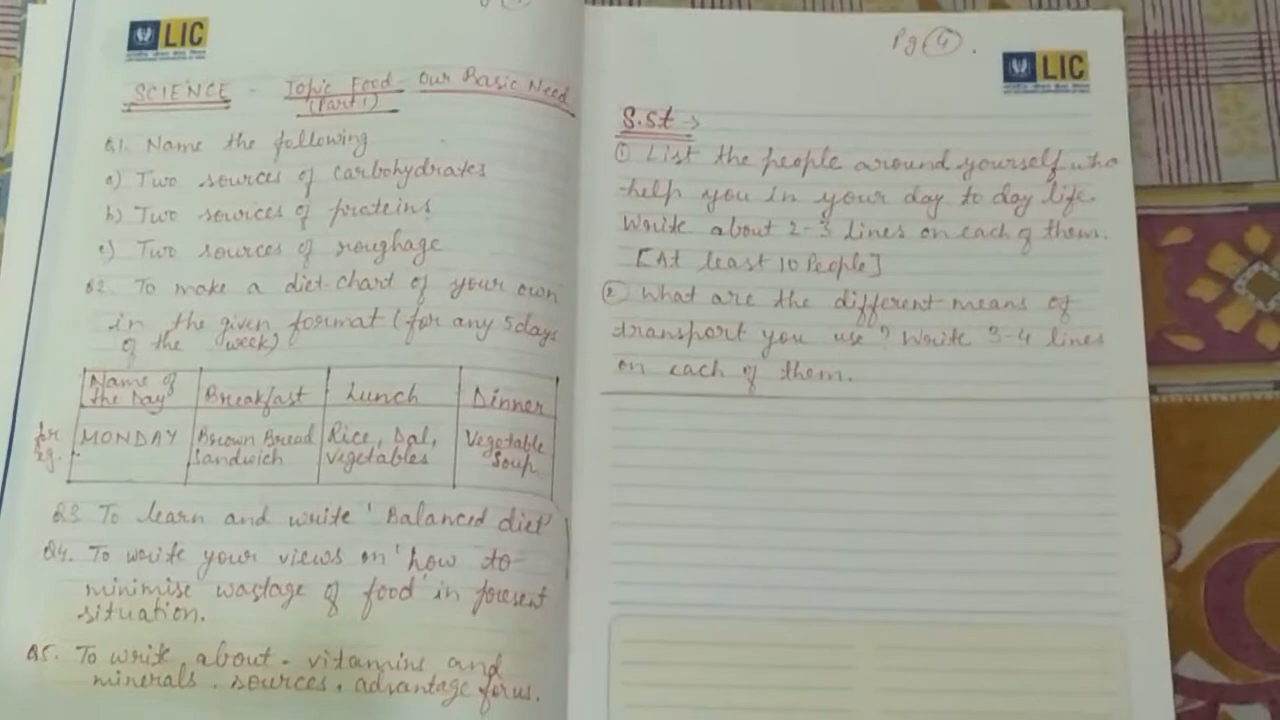 LIC
SCIENCE - Topic Food - Our Basic Need
(Part 1)
Q1. Name the following
a) Two sources of carbohydrates
b) Two sources of proteins
c) Two sources of roughage
Q2. To make a diet-chart of your own
in the given format (for any 5 days
of the week)
Name of the Day Breakfast Lunch Dinner
for eg. MONDAY Brown Bread Sandwich Rice, Dal, Vegetables Vegetable Soup
Q3 To learn and write 'Balanced diet'
Q4. To write your views on 'how to
minimise wastage of food' in present
situation.
Q5. To write about - vitamins and
minerals, sources, advantage for us.
Pg 4.
LIC
S.St →
① List the people around yourself who
help you in your day to day life.
Write about 2-3 lines on each of them.
[At least 10 People]
② What are the different means of
transport you use? Write 3-4 lines
on each of them.